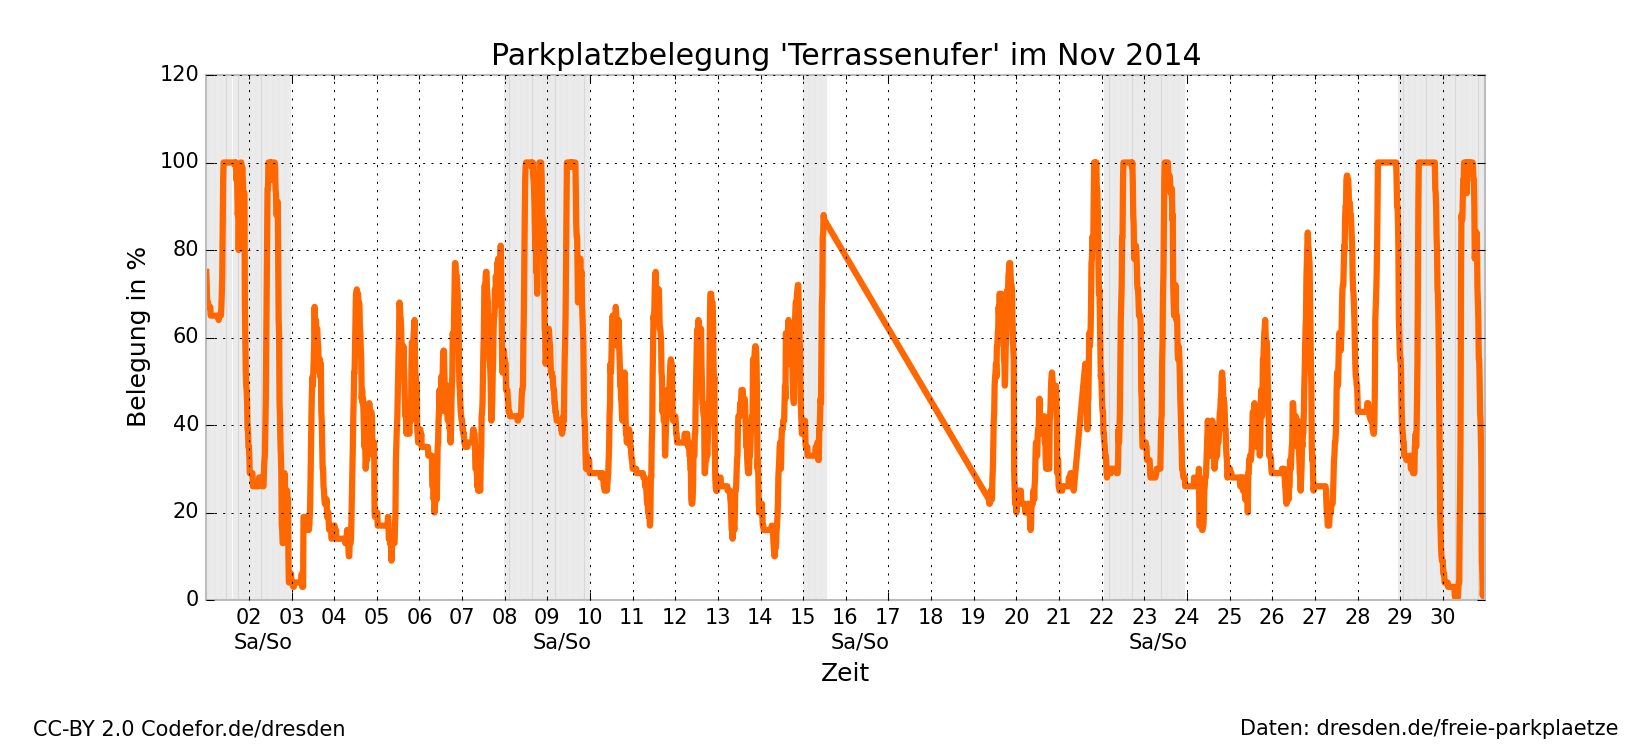 Parkplatzbelegung 'Terrassenufer' im Nov 2014
120
100
80
60
40
20
0
Belegung in %
02 03 04 05 06 07 08 09 10 11 12 13 14 15 16 17 18 19 20 21 22 23 24 25 26 27 28 29 30
Sa/So Sa/So Sa/So Sa/So
Zeit
CC-BY 2.0 Codefor.de/dresden
Daten: dresden.de/freie-parkplaetze